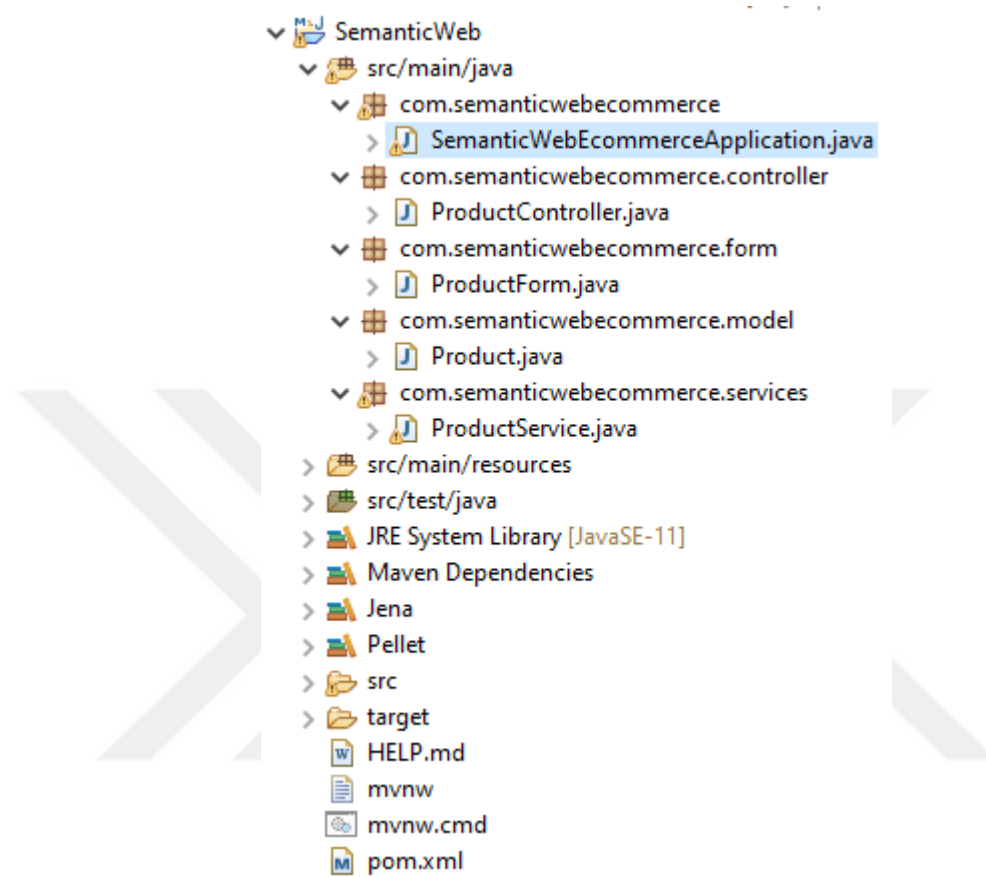 SemanticWeb
src/main/java
com.semanticwebecommerce
SemanticWebEcommerceApplication.java
com.semanticwebecommerce.controller
ProductController.java
com.semanticwebecommerce.form
ProductForm.java
com.semanticwebecommerce.model
Product.java
com.semanticwebecommerce.services
ProductService.java
src/main/resources
src/test/java
JRE System Library [JavaSE-11]
Maven Dependencies
Jena
Pellet
src
target
HELP.md
mvnw
mvnw.cmd
pom.xml